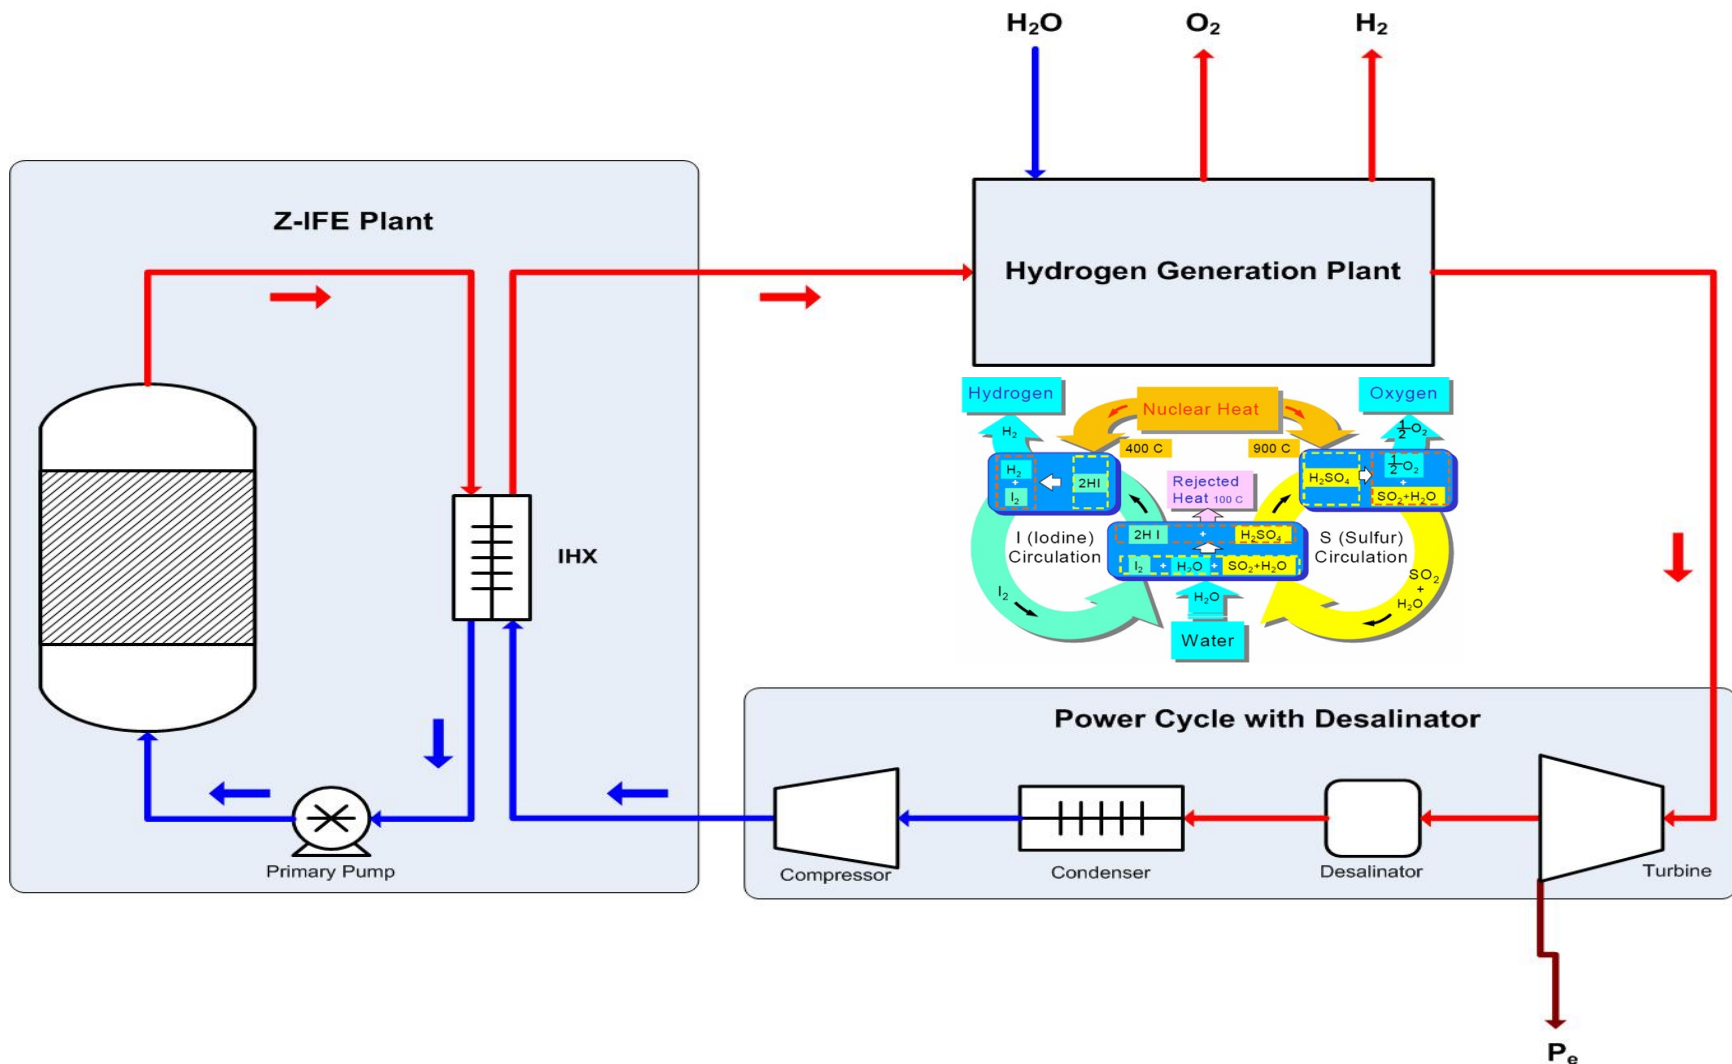 H₂O
O₂
H₂
Z-IFE Plant
Hydrogen Generation Plant
Hydrogen
Nuclear Heat
Oxygen
H₂
½O₂
400 C
900 C
H₂
+
I₂
2HI
H₂SO₄
½O₂
+
SO₂+H₂O
Rejected
Heat 100 C
I (Iodine)
Circulation
2H I
+
H₂SO₄
I₂ + H₂O + SO₂+H₂O
S (Sulfur)
Circulation
I₂
H₂O
SO₂
+
H₂O
Water
IHX
Power Cycle with Desalinator
Primary Pump
Compressor
Condenser
Desalinator
Turbine
Pₑ